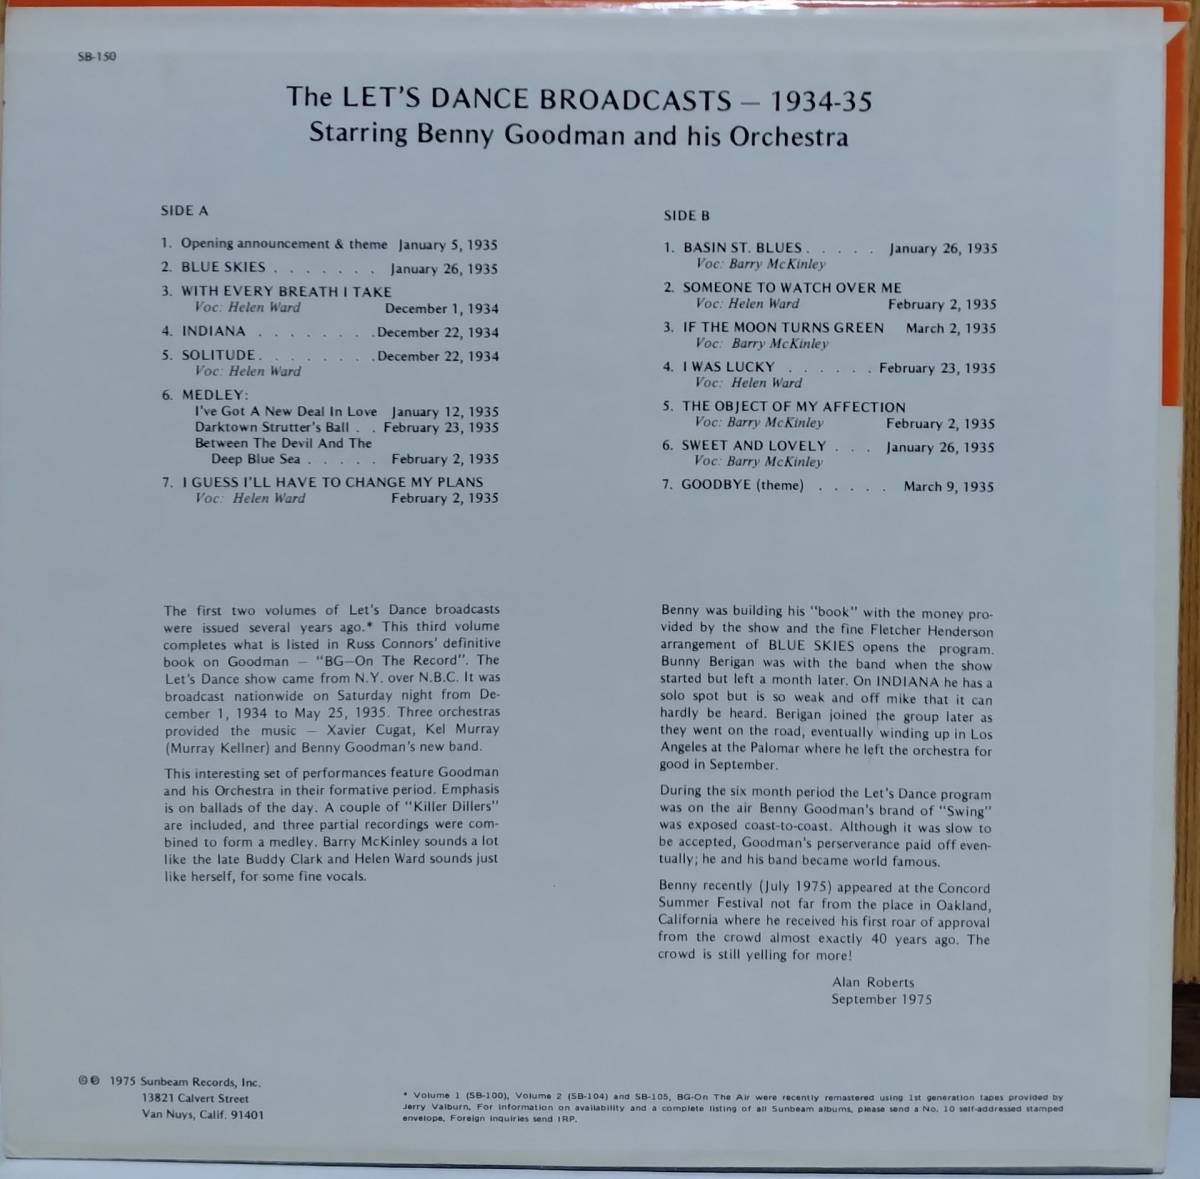 SB-150
The LET'S DANCE BROADCASTS — 1934-35
Starring Benny Goodman and his Orchestra
SIDE A
1. Opening announcement & theme January 5, 1935
2. BLUE SKIES . . . . . . . January 26, 1935
3. WITH EVERY BREATH I TAKE
Voc: Helen Ward December 1, 1934
4. INDIANA . . . . . . . . December 22, 1934
5. SOLITUDE . . . . . . . . December 22, 1934
Voc: Helen Ward
6. MEDLEY:
I've Got A New Deal In Love January 12, 1935
Darktown Strutter's Ball . . February 23, 1935
Between The Devil And The
Deep Blue Sea . . . . . February 2, 1935
7. I GUESS I'LL HAVE TO CHANGE MY PLANS
Voc: Helen Ward February 2, 1935
SIDE B
1. BASIN ST. BLUES . . . . . January 26, 1935
Voc: Barry McKinley
2. SOMEONE TO WATCH OVER ME
Voc: Helen Ward February 2, 1935
3. IF THE MOON TURNS GREEN March 2, 1935
Voc: Barry McKinley
4. I WAS LUCKY . . . . . . February 23, 1935
Voc: Helen Ward
5. THE OBJECT OF MY AFFECTION
Voc: Barry McKinley February 2, 1935
6. SWEET AND LOVELY . . . January 26, 1935
Voc: Barry McKinley
7. GOODBYE (theme) . . . . . March 9, 1935
The first two volumes of Let's Dance broadcasts
were issued several years ago.* This third volume
completes what is listed in Russ Connors' definitive
book on Goodman — "BG—On The Record". The
Let's Dance show came from N.Y. over N.B.C. It was
broadcast nationwide on Saturday night from De-
cember 1, 1934 to May 25, 1935. Three orchestras
provided the music — Xavier Cugat, Kel Murray
(Murray Kellner) and Benny Goodman's new band.
This interesting set of performances feature Goodman
and his Orchestra in their formative period. Emphasis
is on ballads of the day. A couple of "Killer Dillers"
are included, and three partial recordings were com-
bined to form a medley. Barry McKinley sounds a lot
like the late Buddy Clark and Helen Ward sounds just
like herself, for some fine vocals.
Benny was building his "book" with the money pro-
vided by the show and the fine Fletcher Henderson
arrangement of BLUE SKIES opens the program.
Bunny Berigan was with the band when the show
started but left a month later. On INDIANA he has a
solo spot but is so weak and off mike that it can
hardly be heard. Berigan joined the group later as
they went on the road, eventually winding up in Los
Angeles at the Palomar where he left the orchestra for
good in September.
During the six month period the Let's Dance program
was on the air Benny Goodman's brand of "Swing"
was exposed coast-to-coast. Although it was slow to
be accepted, Goodman's perserverance paid off even-
tually; he and his band became world famous.
Benny recently (July 1975) appeared at the Concord
Summer Festival not far from the place in Oakland,
California where he received his first roar of approval
from the crowd almost exactly 40 years ago. The
crowd is still yelling for more!
Alan Roberts
September 1975
© ℗ 1975 Sunbeam Records, Inc.
13821 Calvert Street
Van Nuys, Calif. 91401
* Volume 1 (SB-100), Volume 2 (SB-104) and SB-105, BG-On The Air were recently remastered using 1st generation tapes provided by
Jerry Valburn. For information on availability and a complete listing of all Sunbeam albums, please send a No. 10 self-addressed stamped
envelope. Foreign inquiries send IRP.